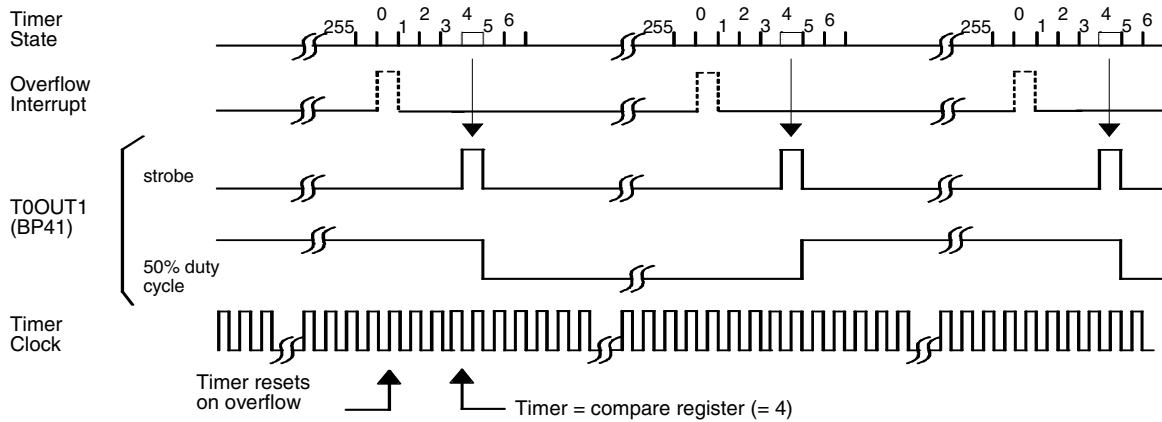 Timer
State
255 0 1 2 3 4 5 6 255 0 1 2 3 4 5 6 255 0 1 2 3 4 5 6
Overflow
Interrupt
strobe
T0OUT1
(BP41)
50% duty
cycle
Timer
Clock
Timer resets
on overflow
Timer = compare register (= 4)